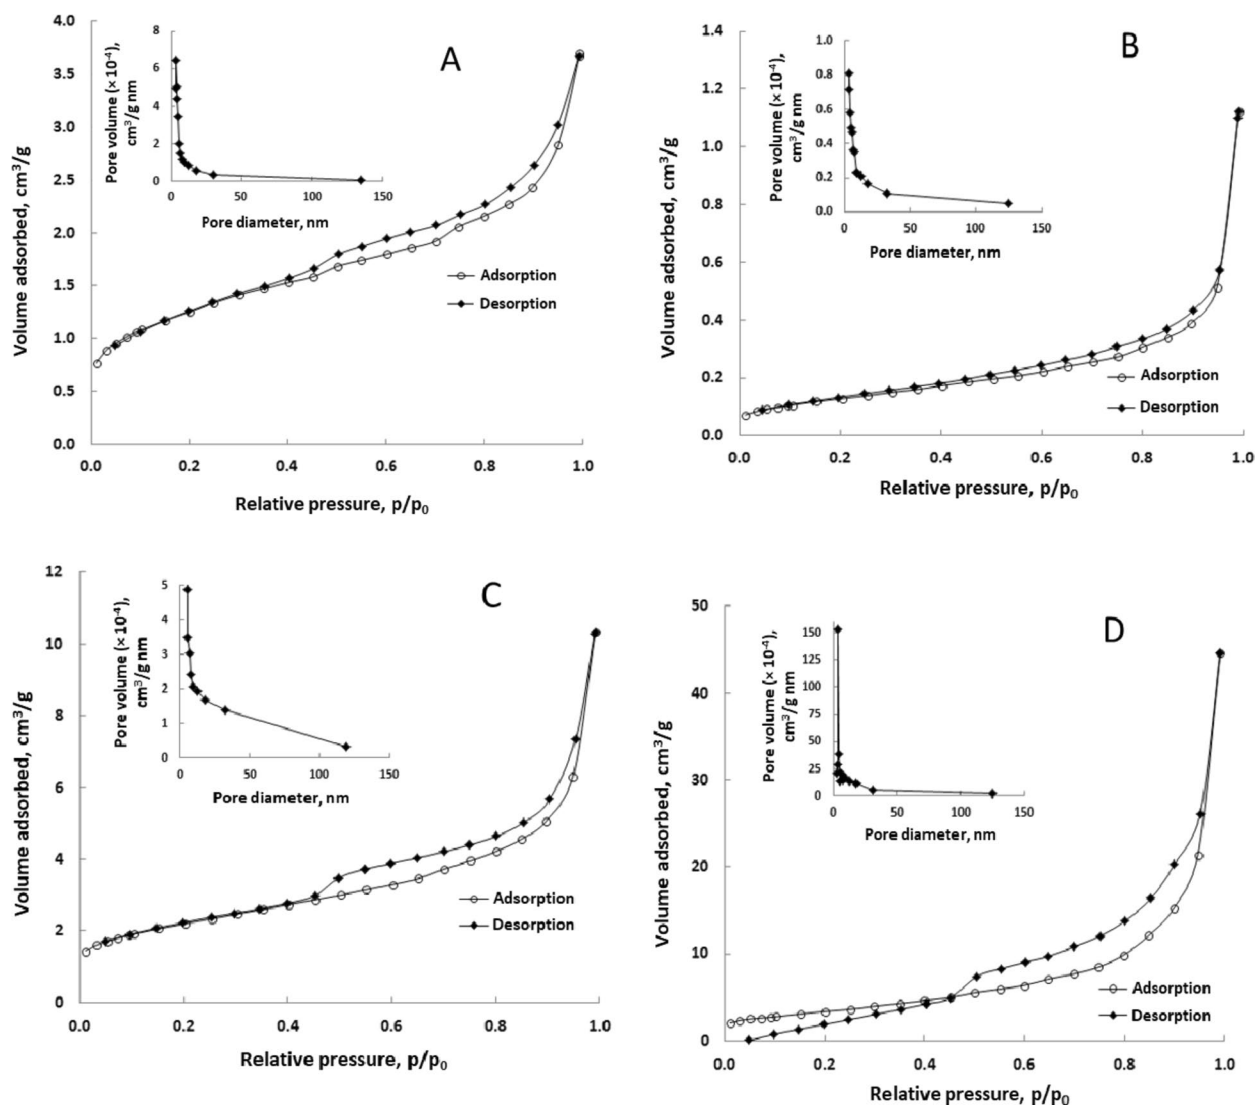 A
Volume adsorbed, cm³/g
4.0
3.5
3.0
2.5
2.0
1.5
1.0
0.5
0.0
0.0 0.2 0.4 0.6 0.8 1.0
Relative pressure, p/p₀
Pore volume (× 10⁻⁴),
cm³/g nm
8
6
4
2
0
0 50 100 150
Pore diameter, nm
Adsorption
Desorption
B
Volume adsorbed, cm³/g
1.4
1.2
1.0
0.8
0.6
0.4
0.2
0.0
0.0 0.2 0.4 0.6 0.8 1.0
Relative pressure, p/p₀
Pore volume (× 10⁻⁴),
cm³/g nm
1.0
0.8
0.6
0.4
0.2
0.0
0 50 100 150
Pore diameter, nm
Adsorption
Desorption
C
Volume adsorbed, cm³/g
12
10
8
6
4
2
0
0.0 0.2 0.4 0.6 0.8 1.0
Relative pressure, p/p₀
Pore volume (× 10⁻⁴),
cm³/g nm
5
4
3
2
1
0
0 50 100 150
Pore diameter, nm
Adsorption
Desorption
D
Volume adsorbed, cm³/g
50
40
30
20
10
0
0.0 0.2 0.4 0.6 0.8 1.0
Relative pressure, p/p₀
Pore volume (× 10⁻⁴),
cm³/g nm
150
125
100
75
50
25
0
0 50 100 150
Pore diameter, nm
Adsorption
Desorption